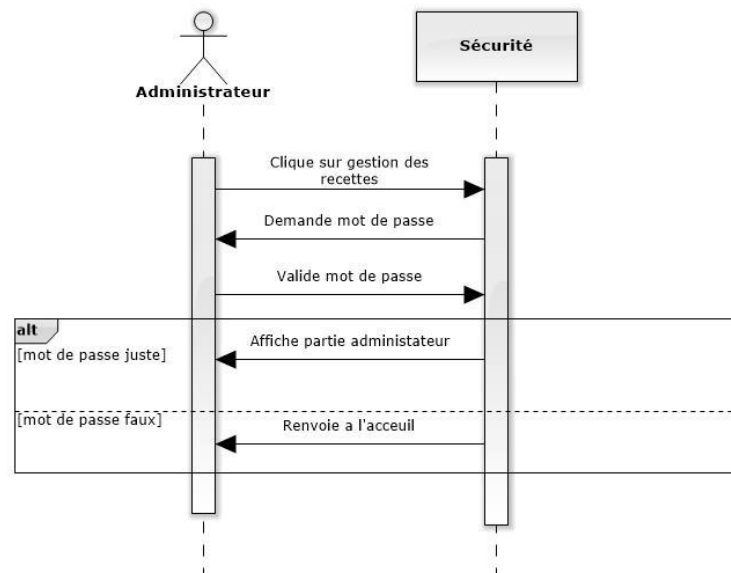 Administrateur
Sécurité
Clique sur gestion des
recettes
Demande mot de passe
Valide mot de passe
alt
[mot de passe juste]
Affiche partie administateur
[mot de passe faux]
Renvoie a l'acceuil